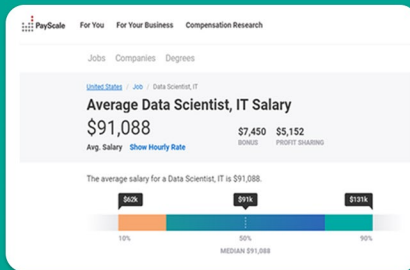 PayScale For You For Your Business Compensation Research
Jobs Companies Degrees
United States / Job / Data Scientist, IT
Average Data Scientist, IT Salary
$91,088
$7,450 $5,152
BONUS PROFIT SHARING
Avg. Salary Show Hourly Rate
The average salary for a Data Scientist, IT is $91,088.
$62k $91k $131k
10% 50% 90%
MEDIAN $91,088